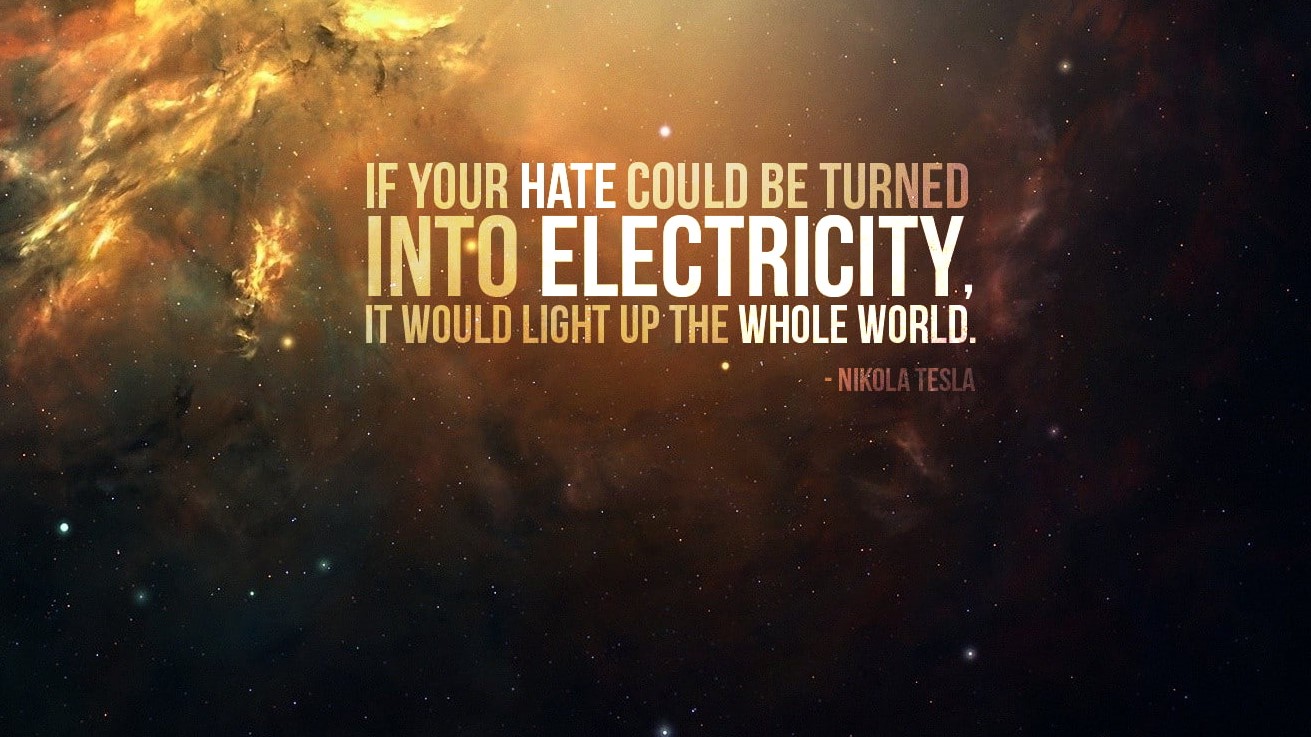 IF YOUR HATE COULD BE TURNED
INTO ELECTRICITY,
IT WOULD LIGHT UP THE WHOLE WORLD.
- NIKOLA TESLA